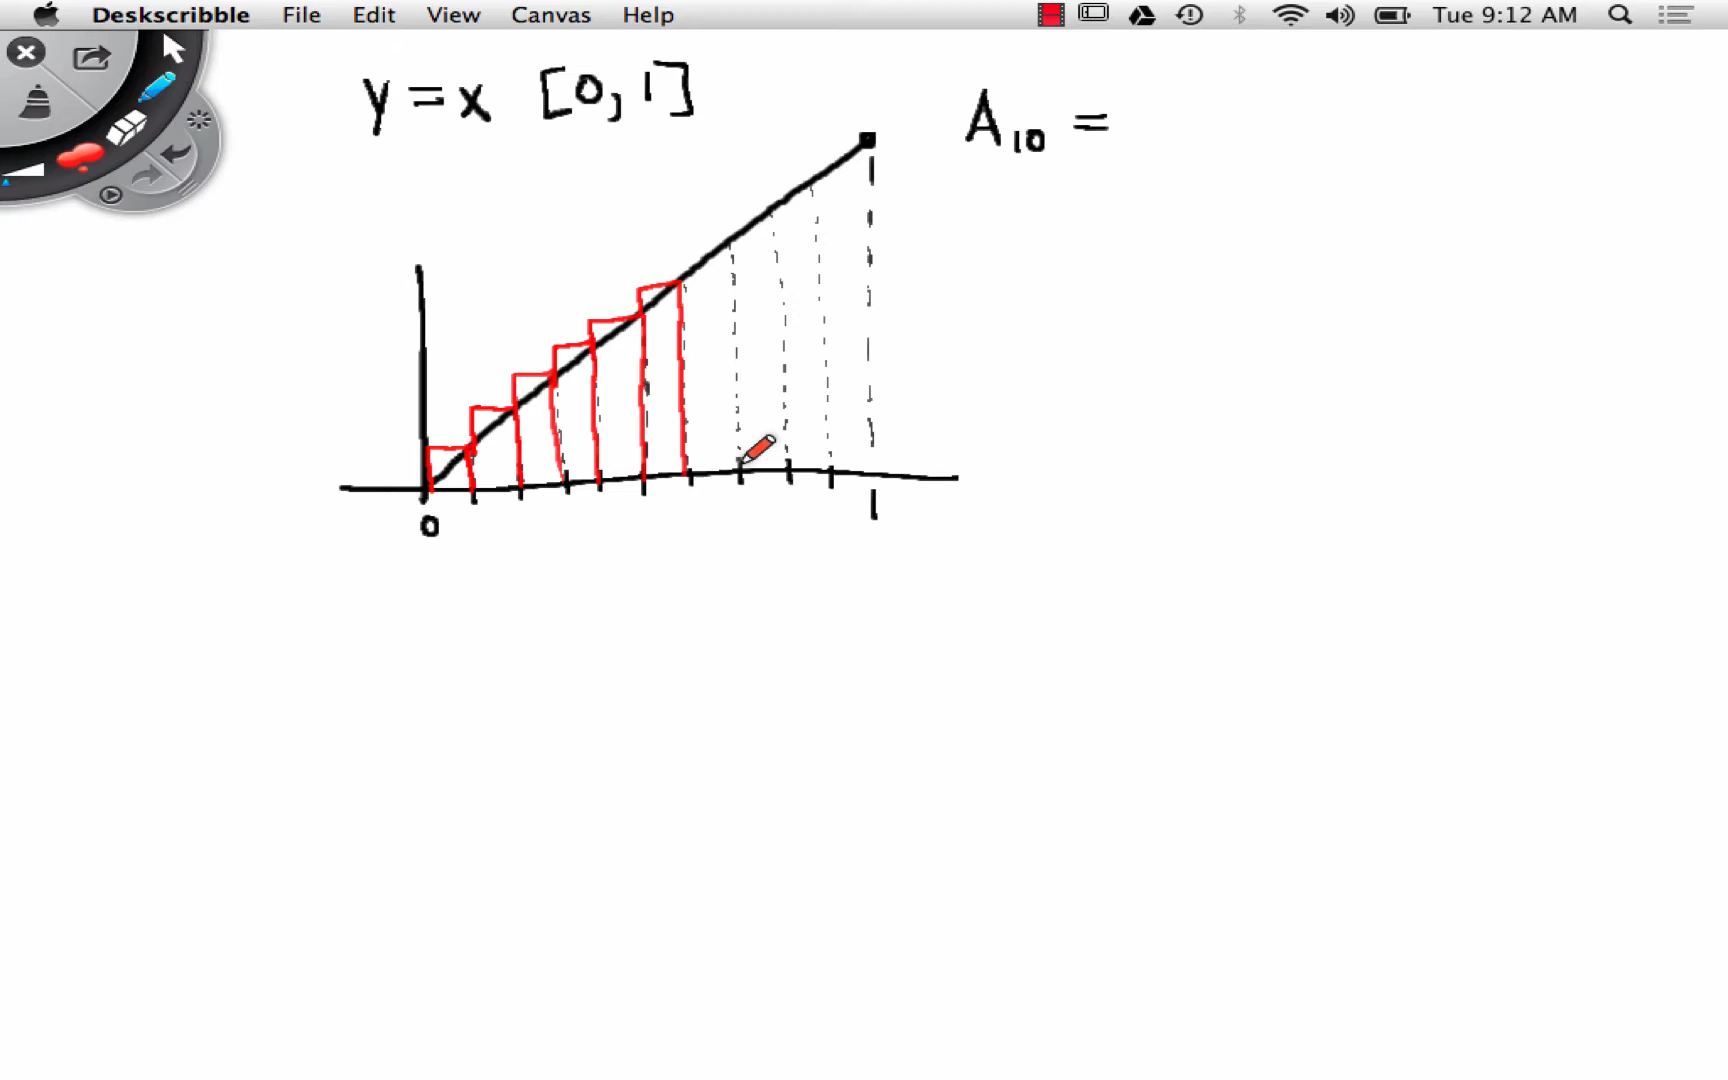 Deskscribble File Edit View Canvas Help Tue 9:12 AM
y = x [0, 1]
A₁₀ =
0
1